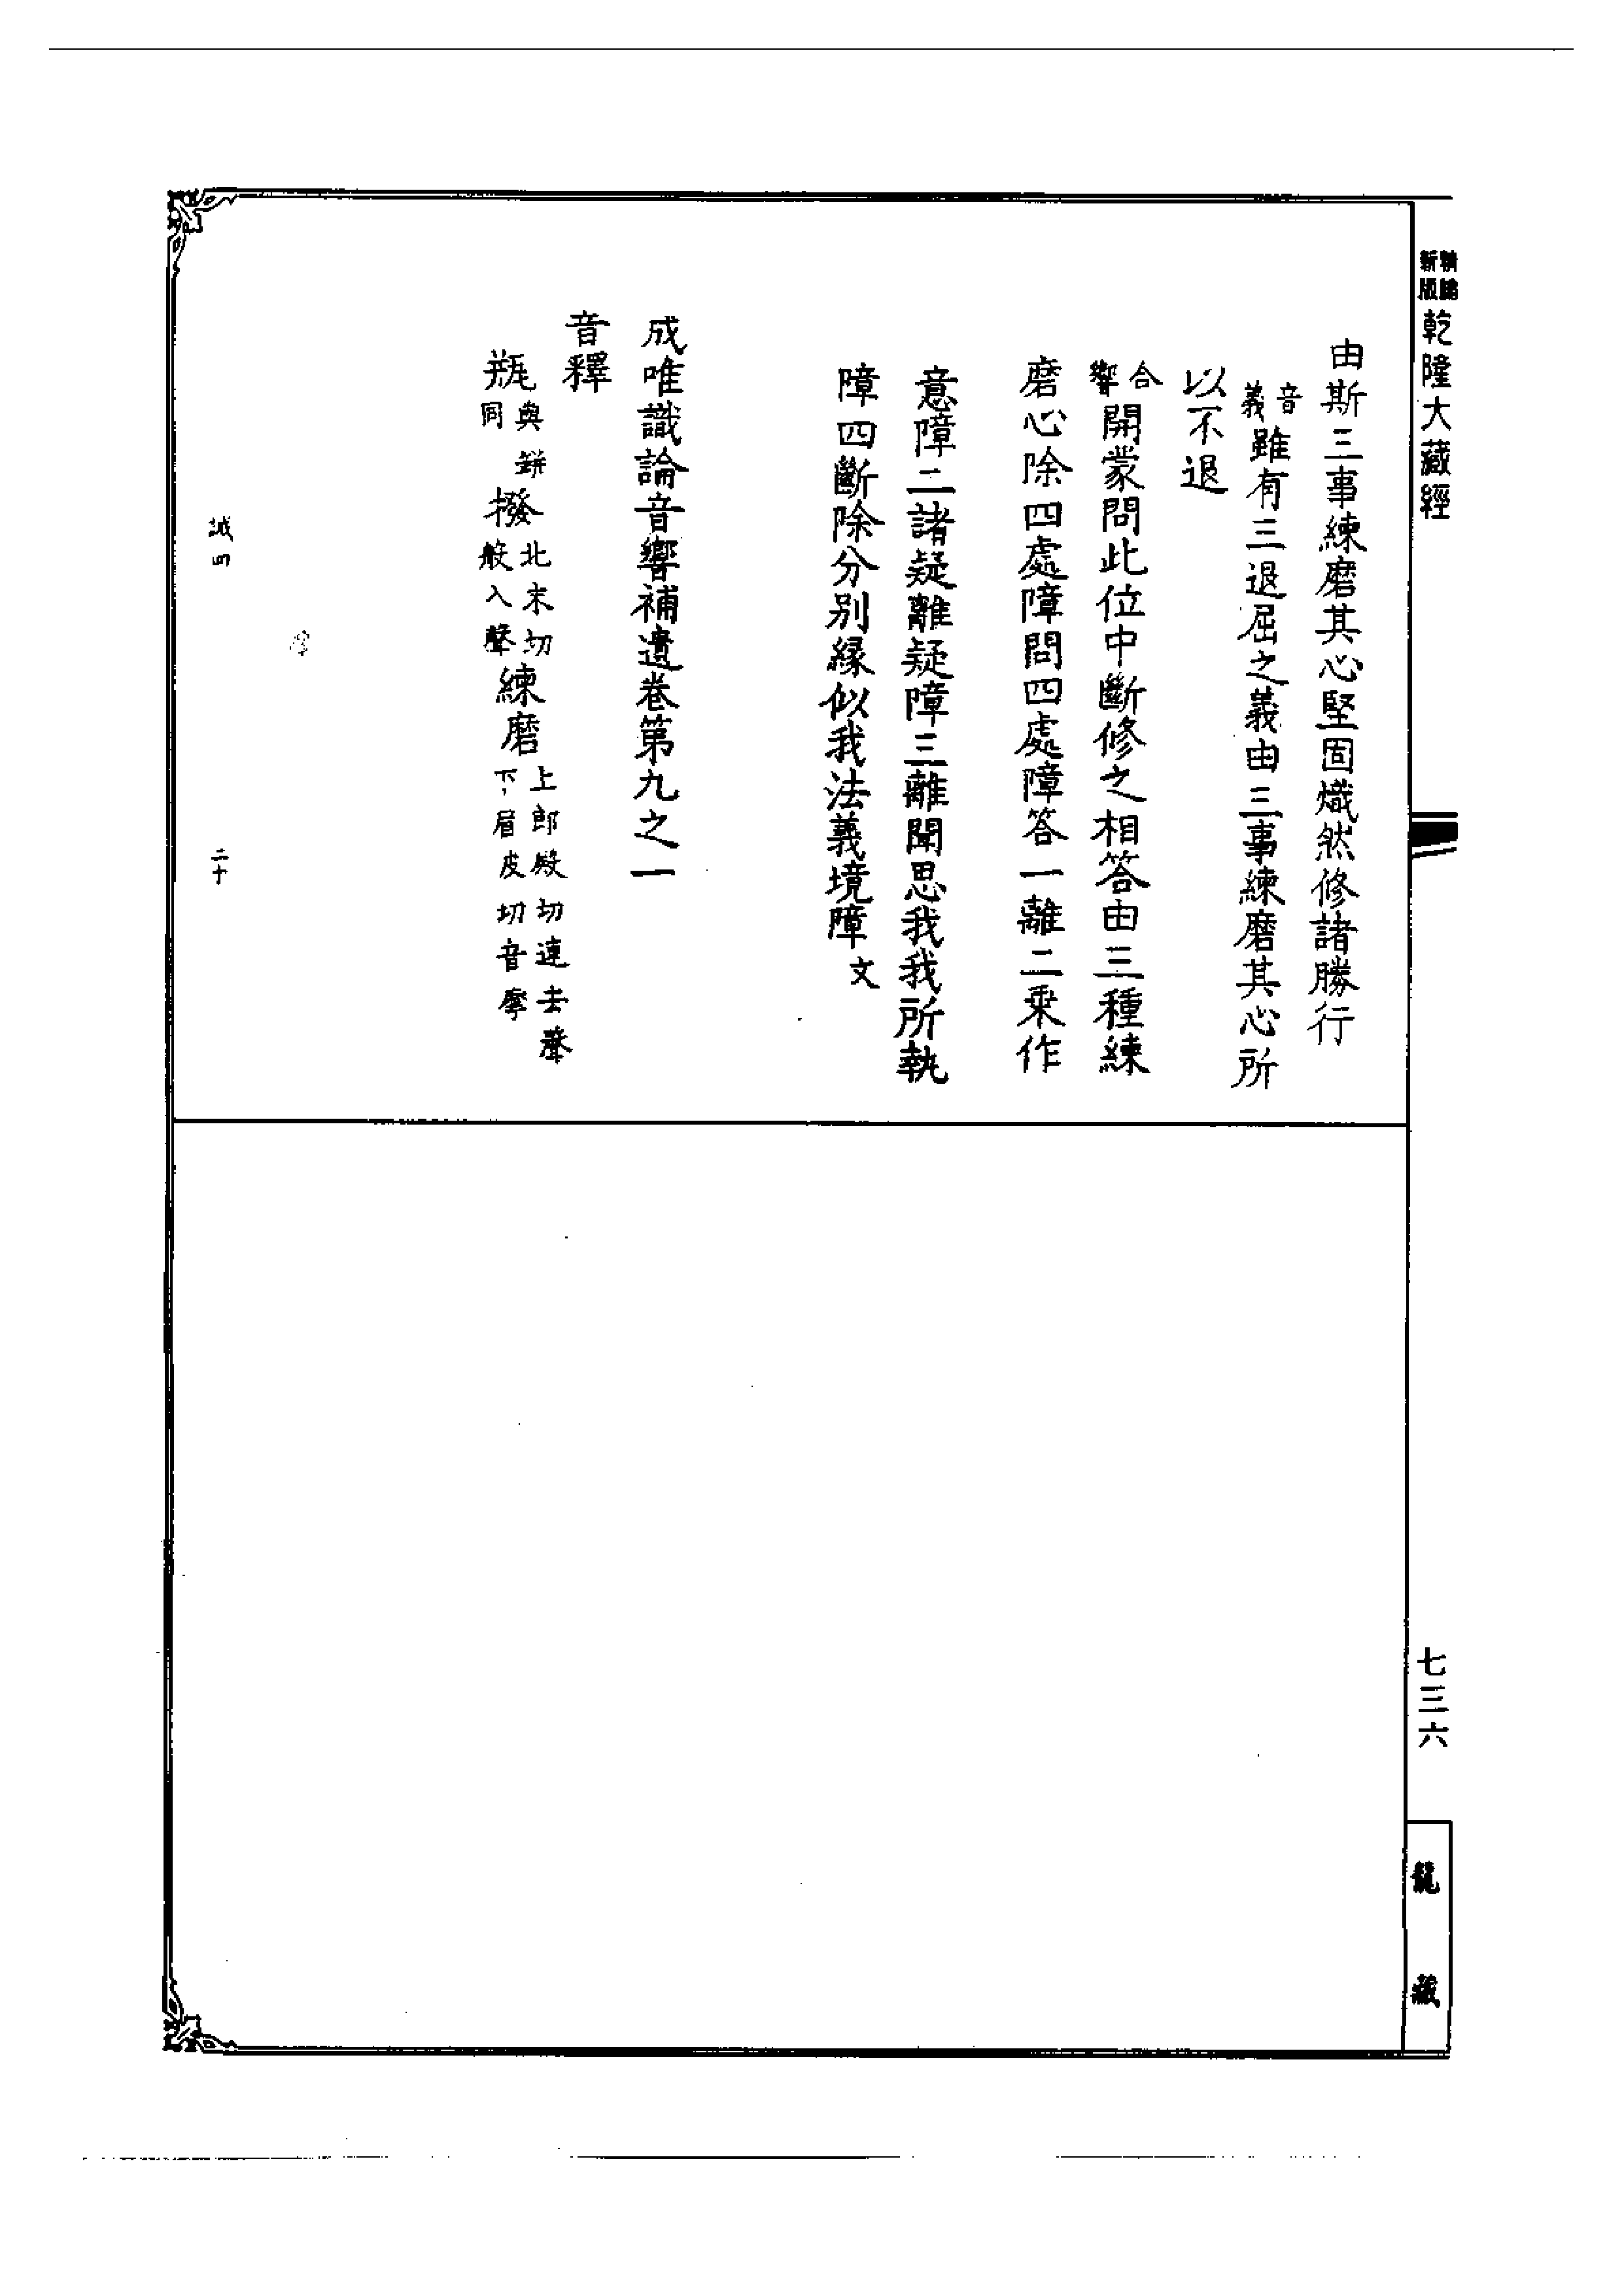 新編
新版
乾隆大藏經
七三六
龍藏
由斯三事練磨其心堅固熾然修諸勝行
音義雖有三退屈之義由三事練磨其心所
以不退
合響開蒙問此位中斷修之相答由三種練
磨心除四處障問四處障答一離二乘作
意障二諸疑離疑障三離聞思我我所執
障四斷除分別緣似我法義境障文
成唯識論音響補遺卷第九之一
音釋
瓶與缾同撥北末切般入聲練磨上郎殿切連去聲下眉皮切音摩
誠四
二十